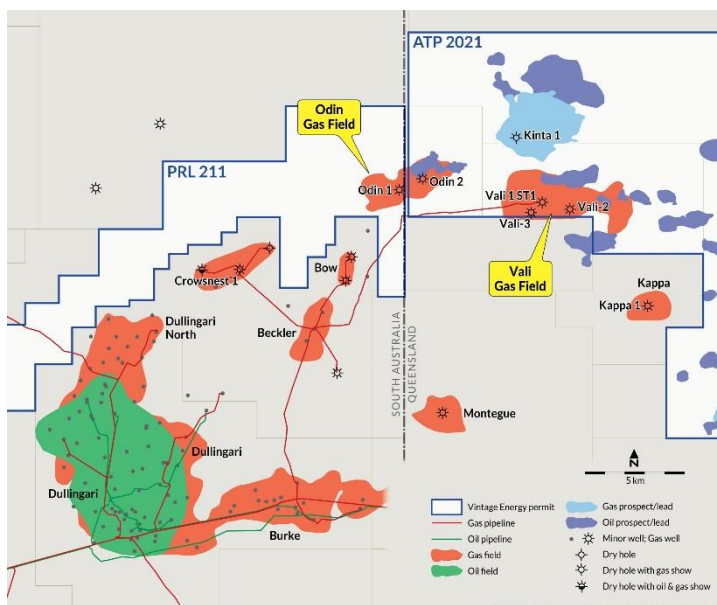 ATP 2021
Odin
Gas Field
Kinta 1
PRL 211
Odin 1
Odin 2
Vali 1 ST1
Vali-2
Vali-3
Vali
Gas Field
Crowsnest 1
Bow
Beckler
Kappa
Kappa 1
Dullingari
North
SOUTH AUSTRALIA
QUEENSLAND
Montegue
Dullingari
Dullingari
Burke
N
5 km
Vintage Energy permit
Gas pipeline
Oil pipeline
Gas field
Oil field
Gas prospect/lead
Oil prospect/lead
Minor well; Gas well
Dry hole
Dry hole with gas show
Dry hole with oil & gas show